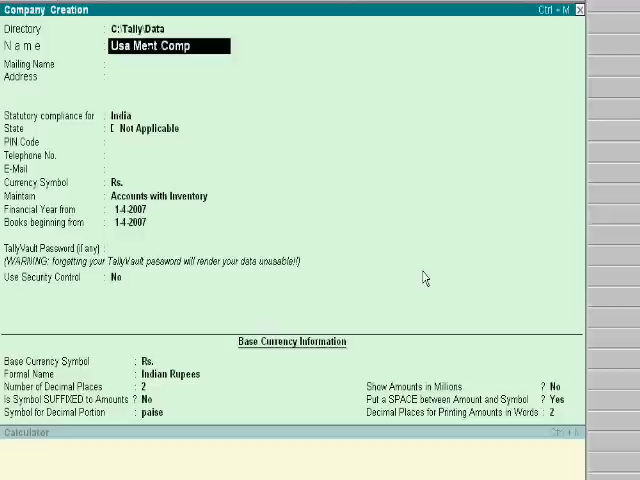 Company Creation Ctrl + M X
Directory : C:\Tally\Data
Name : Usa Ment Comp
Mailing Name :
Address :
Statutory compliance for : India
State : [ Not Applicable
PIN Code :
Telephone No. :
E-Mail :
Currency Symbol : Rs.
Maintain : Accounts with Inventory
Financial Year from : 1-4-2007
Books beginning from : 1-4-2007
TallyVault Password (if any) :
(WARNING: forgetting your TallyVault password will render your data unusable!!)
Use Security Control : No
Base Currency Information
Base Currency Symbol : Rs.
Formal Name : Indian Rupees
Number of Decimal Places : 2 Show Amounts in Millions ? No
Is Symbol SUFFIXED to Amounts ? No Put a SPACE between Amount and Symbol ? Yes
Symbol for Decimal Portion : paise Decimal Places for Printing Amounts in Words : 2
Calculator Ctrl + N